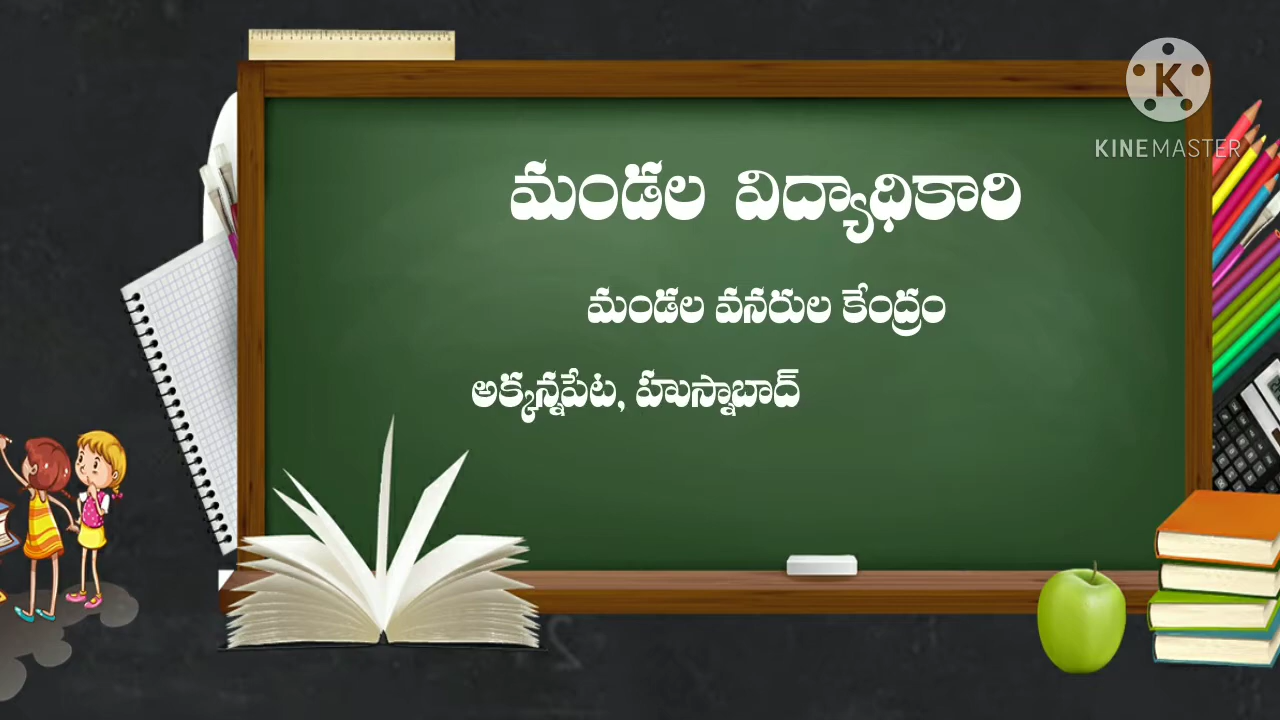 K
KINEMASTER
మండల విద్యాధికారి
మండల వనరుల కేంద్రం
అక్కన్నపేట, హుస్నాబాద్